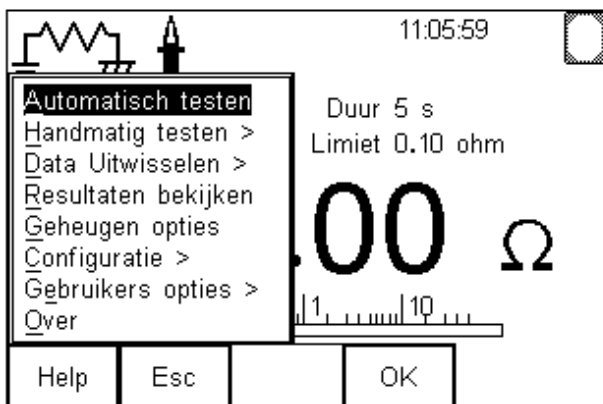 11:05:59
Automatisch testen
Handmatig testen >
Data Uitwisselen >
Resultaten bekijken
Geheugen opties
Configuratie >
Gebruikers opties >
Over
Duur 5 s
Limiet 0.10 ohm
.00 Ω
1 10
Help Esc OK